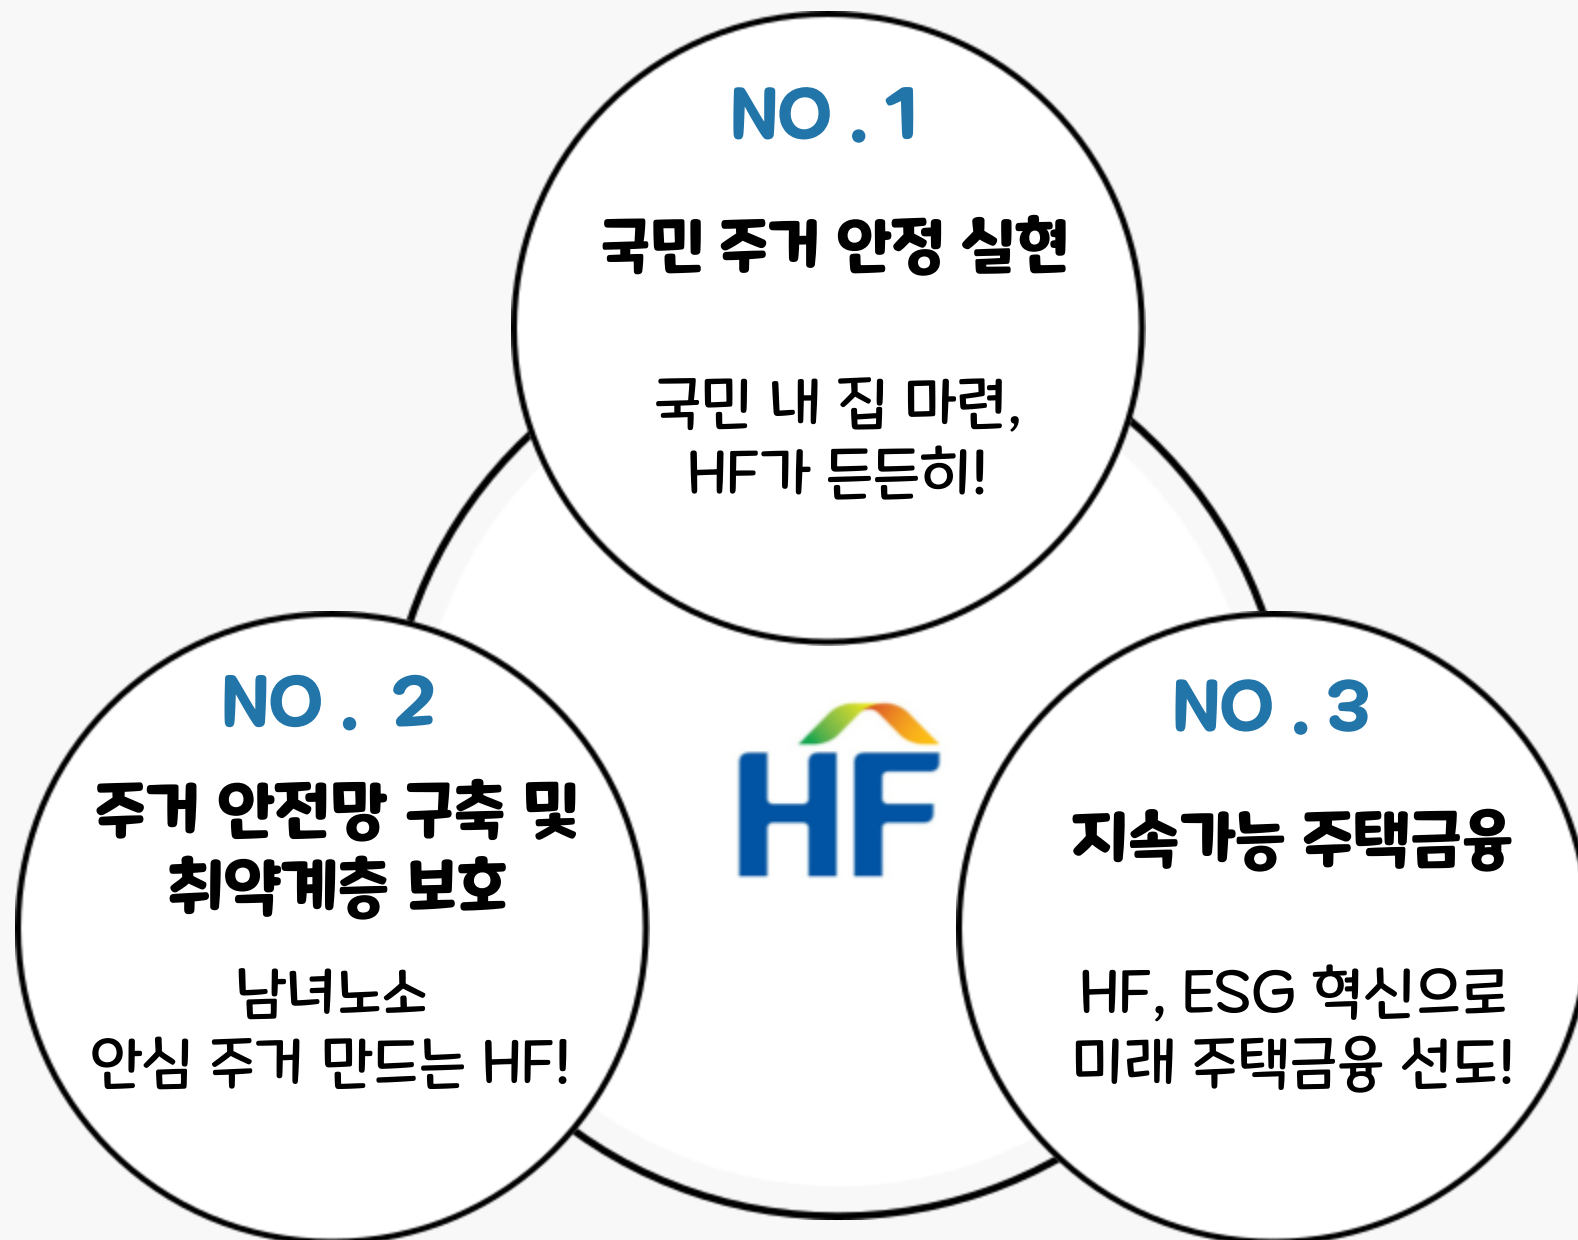 NO.1
국민 주거 안정 실현
국민 내 집 마련,
HF가 든든히!
NO. 2
주거 안전망 구축 및
취약계층 보호
남녀노소
안심 주거 만드는 HF!
HF
NO.3
지속가능 주택금융
HF, ESG 혁신으로
미래 주택금융 선도!